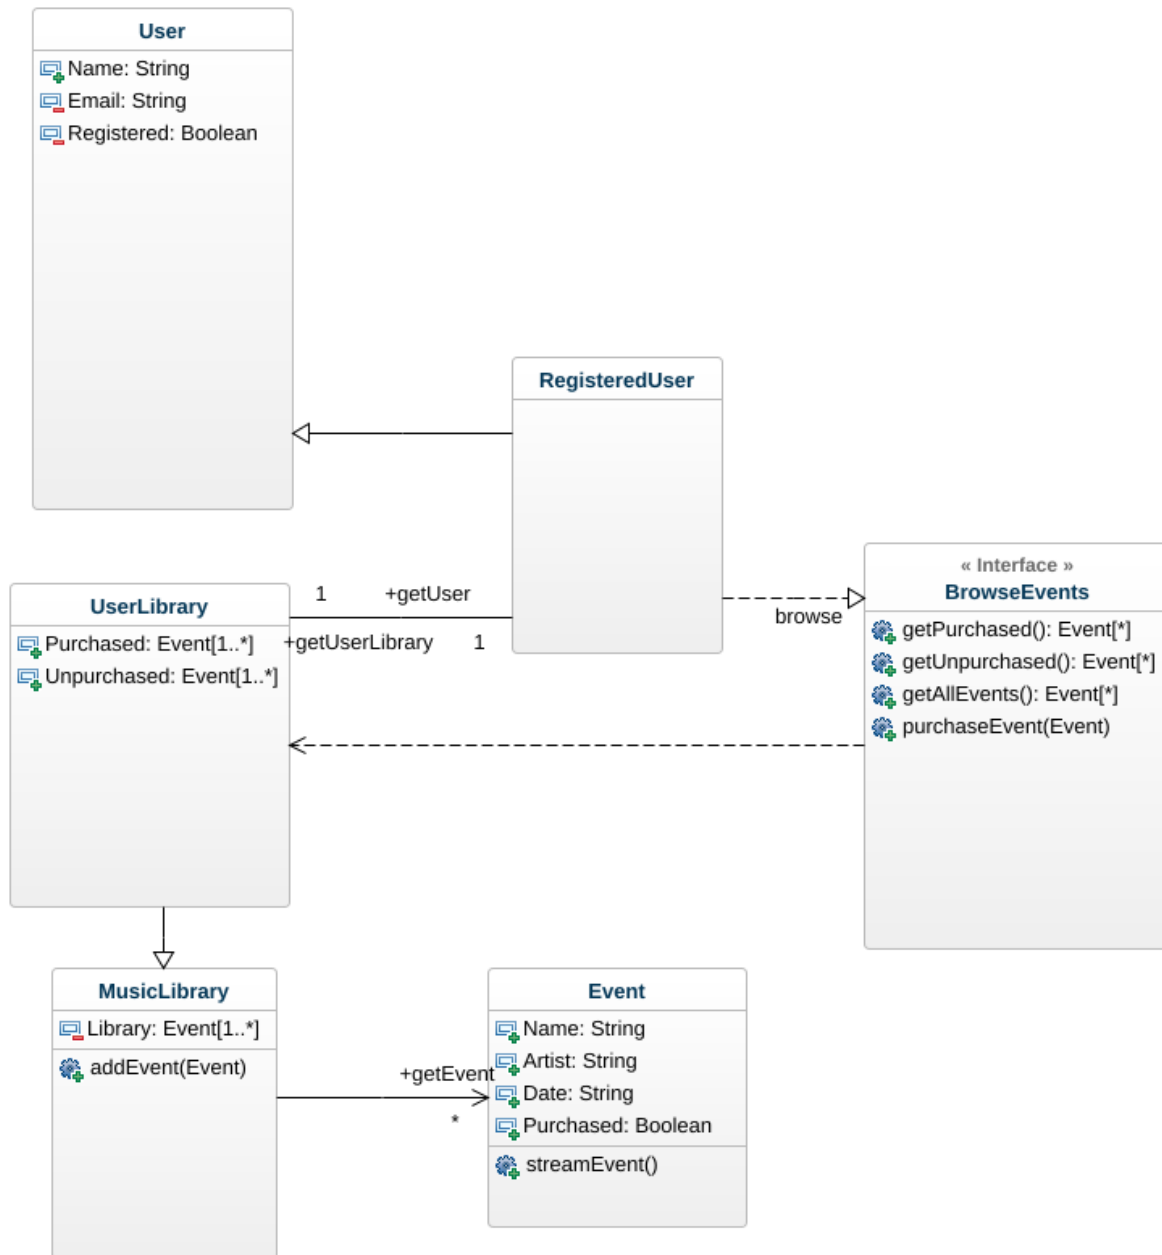 User
Name: String
Email: String
Registered: Boolean
RegisteredUser
« Interface »
BrowseEvents
getPurchased(): Event[*]
getUnpurchased(): Event[*]
getAllEvents(): Event[*]
purchaseEvent(Event)
browse
1
+getUser
+getUserLibrary
1
UserLibrary
Purchased: Event[1..*]
Unpurchased: Event[1..*]
MusicLibrary
Library: Event[1..*]
addEvent(Event)
+getEvent
*
Event
Name: String
Artist: String
Date: String
Purchased: Boolean
streamEvent()